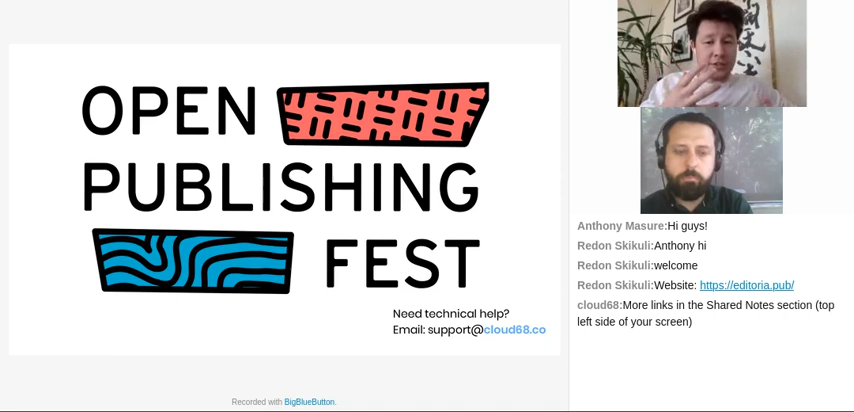 OPEN
PUBLISHING
FEST
Need technical help?
Email: support@cloud68.co
Recorded with BigBlueButton.
Anthony Masure:Hi guys!
Redon Skikuli:Anthony hi
Redon Skikuli:welcome
Redon Skikuli:Website: https://editoria.pub/
cloud68:More links in the Shared Notes section (top
left side of your screen)